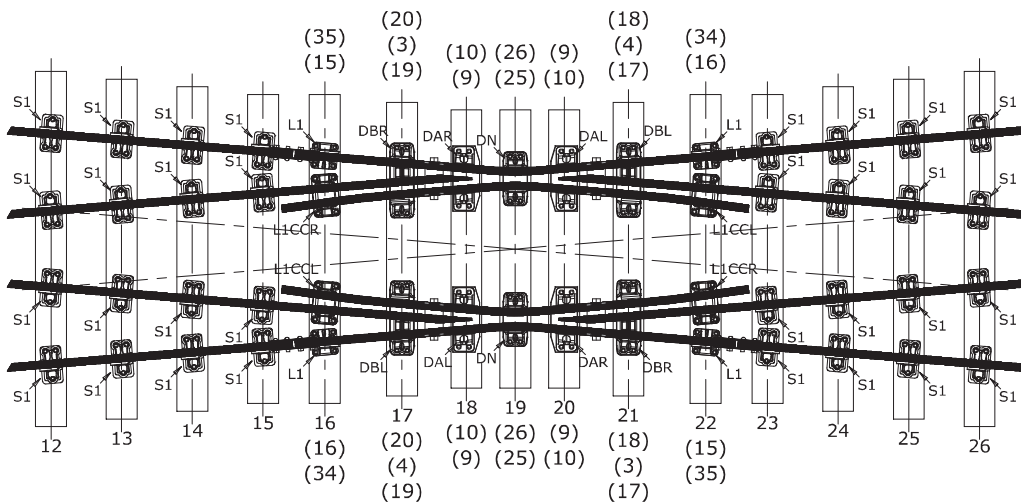 (20) (18)
(35) (3) (10) (26) (9) (4) (34)
(15) (19) (9) (25) (10) (17) (16)
S1 S1 S1 S1 L1 DBR DAR DN DAL DBL L1 S1 S1 S1 S1
S1 S1 S1 S1 S1 S1 S1 S1
L1CCR L1CCL
L1CCL L1CCR
S1 S1 S1 S1 S1 S1 S1 S1
S1 S1 S1 S1 L1 DBL DAL DN DAR DBR L1 S1 S1 S1 S1
12 13 14 15 16 17 18 19 20 21 22 23 24 25 26
(16) (20) (10) (26) (9) (18) (15)
(34) (4) (9) (25) (10) (3) (35)
(19) (17)